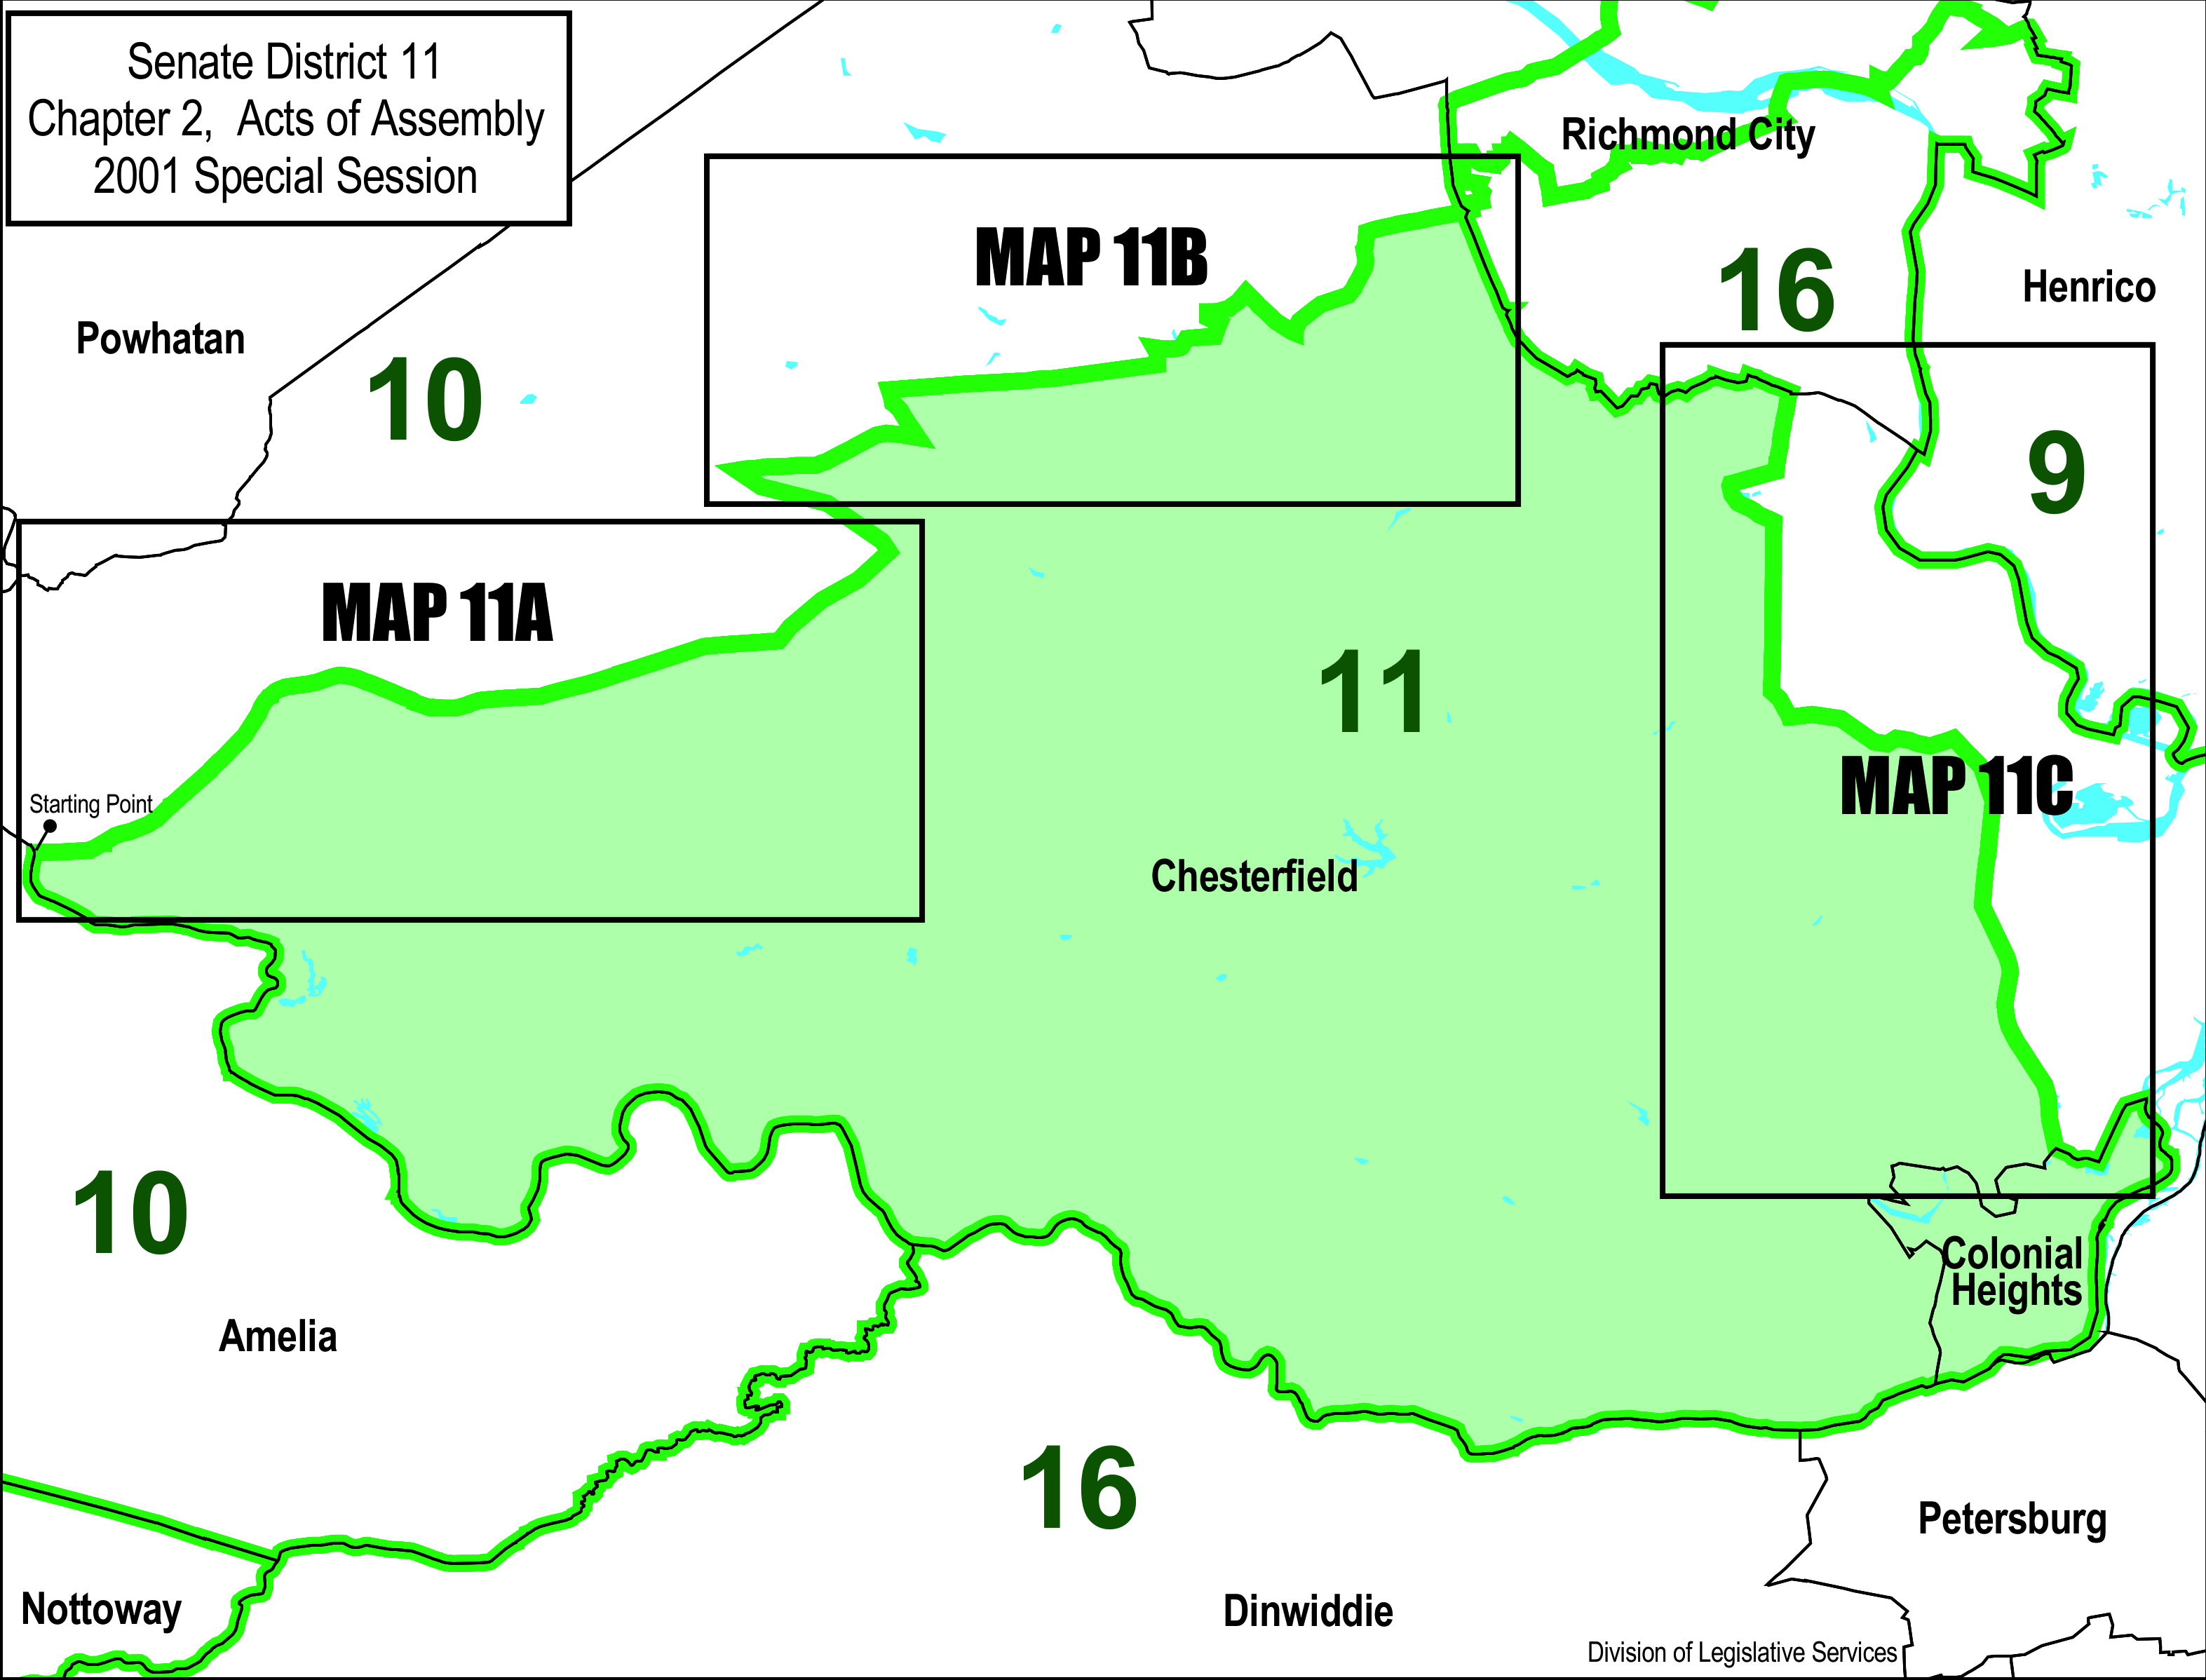 Senate District 11
Chapter 2, Acts of Assembly
2001 Special Session
Richmond City
MAP 11B
16
Henrico
Powhatan
10
9
MAP 11A
11
MAP 11C
Starting Point
Chesterfield
10
Colonial
Heights
Amelia
16
Petersburg
Nottoway
Dinwiddie
Division of Legislative Services